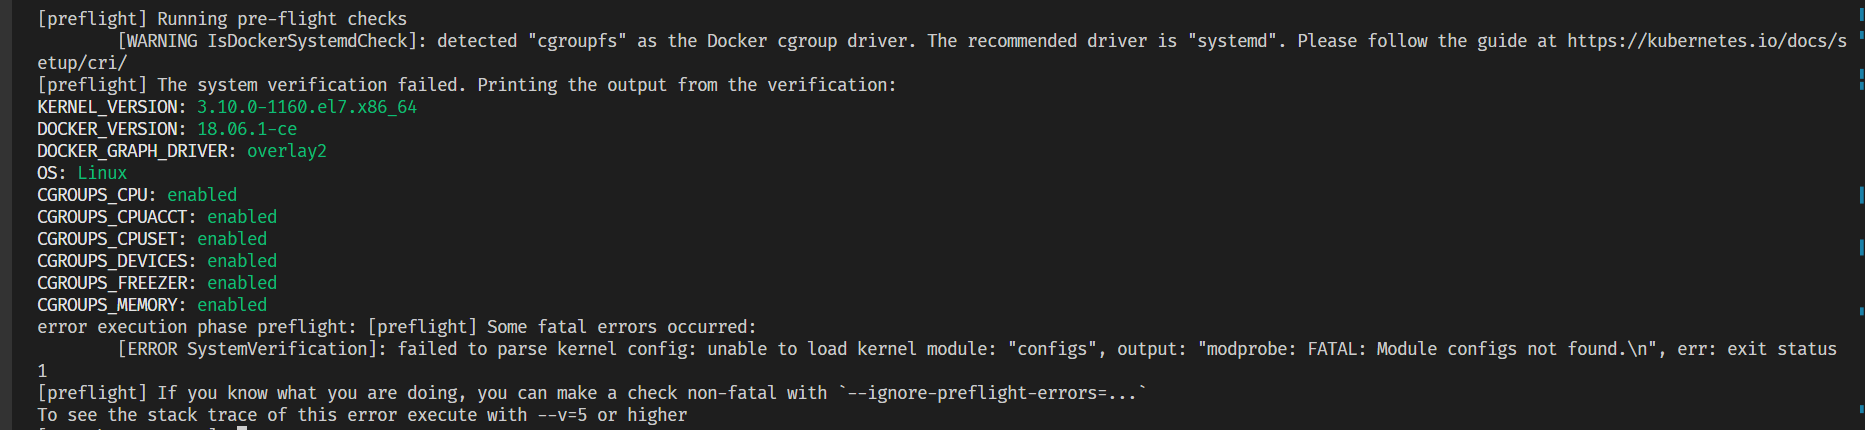 [preflight] Running pre-flight checks
[WARNING IsDockerSystemdCheck]: detected "cgroupfs" as the Docker cgroup driver. The recommended driver is "systemd". Please follow the guide at https://kubernetes.io/docs/s
etup/cri/
[preflight] The system verification failed. Printing the output from the verification:
KERNEL_VERSION: 3.10.0-1160.el7.x86_64
DOCKER_VERSION: 18.06.1-ce
DOCKER_GRAPH_DRIVER: overlay2
OS: Linux
CGROUPS_CPU: enabled
CGROUPS_CPUACCT: enabled
CGROUPS_CPUSET: enabled
CGROUPS_DEVICES: enabled
CGROUPS_FREEZER: enabled
CGROUPS_MEMORY: enabled
error execution phase preflight: [preflight] Some fatal errors occurred:
[ERROR SystemVerification]: failed to parse kernel config: unable to load kernel module: "configs", output: "modprobe: FATAL: Module configs not found.\n", err: exit status
1
[preflight] If you know what you are doing, you can make a check non-fatal with `--ignore-preflight-errors=...`
To see the stack trace of this error execute with --v=5 or higher